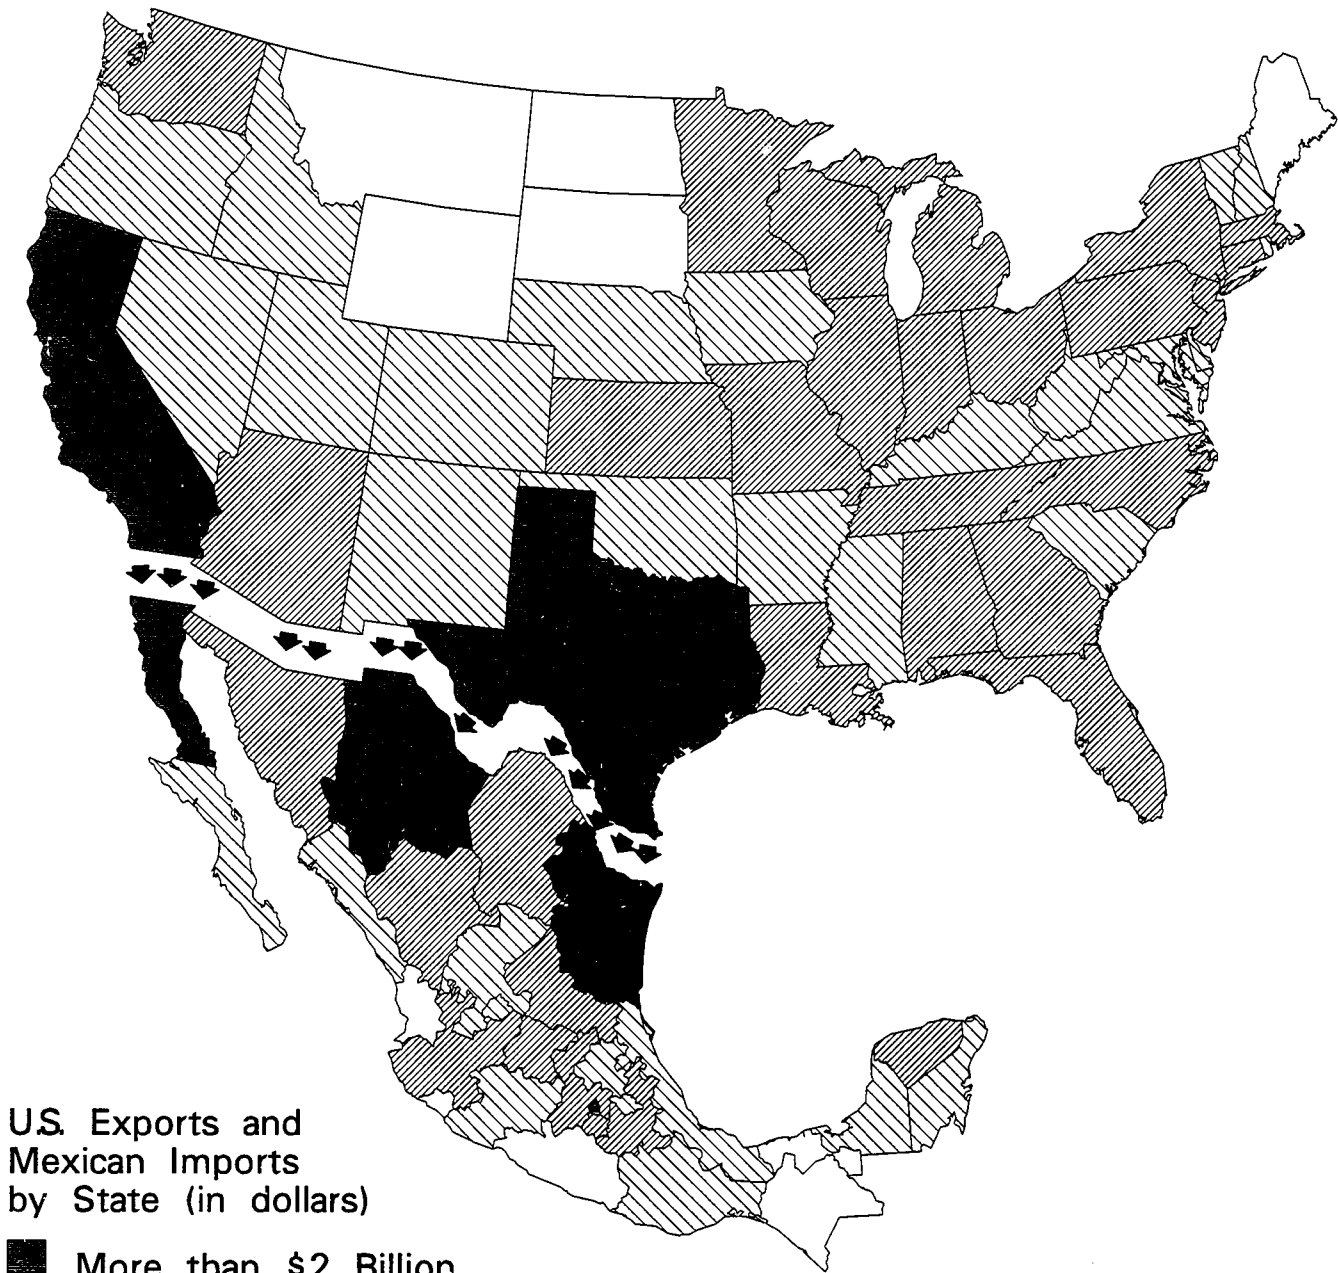 U.S. Exports and
Mexican Imports
by State (in dollars)
More than $2 Billion